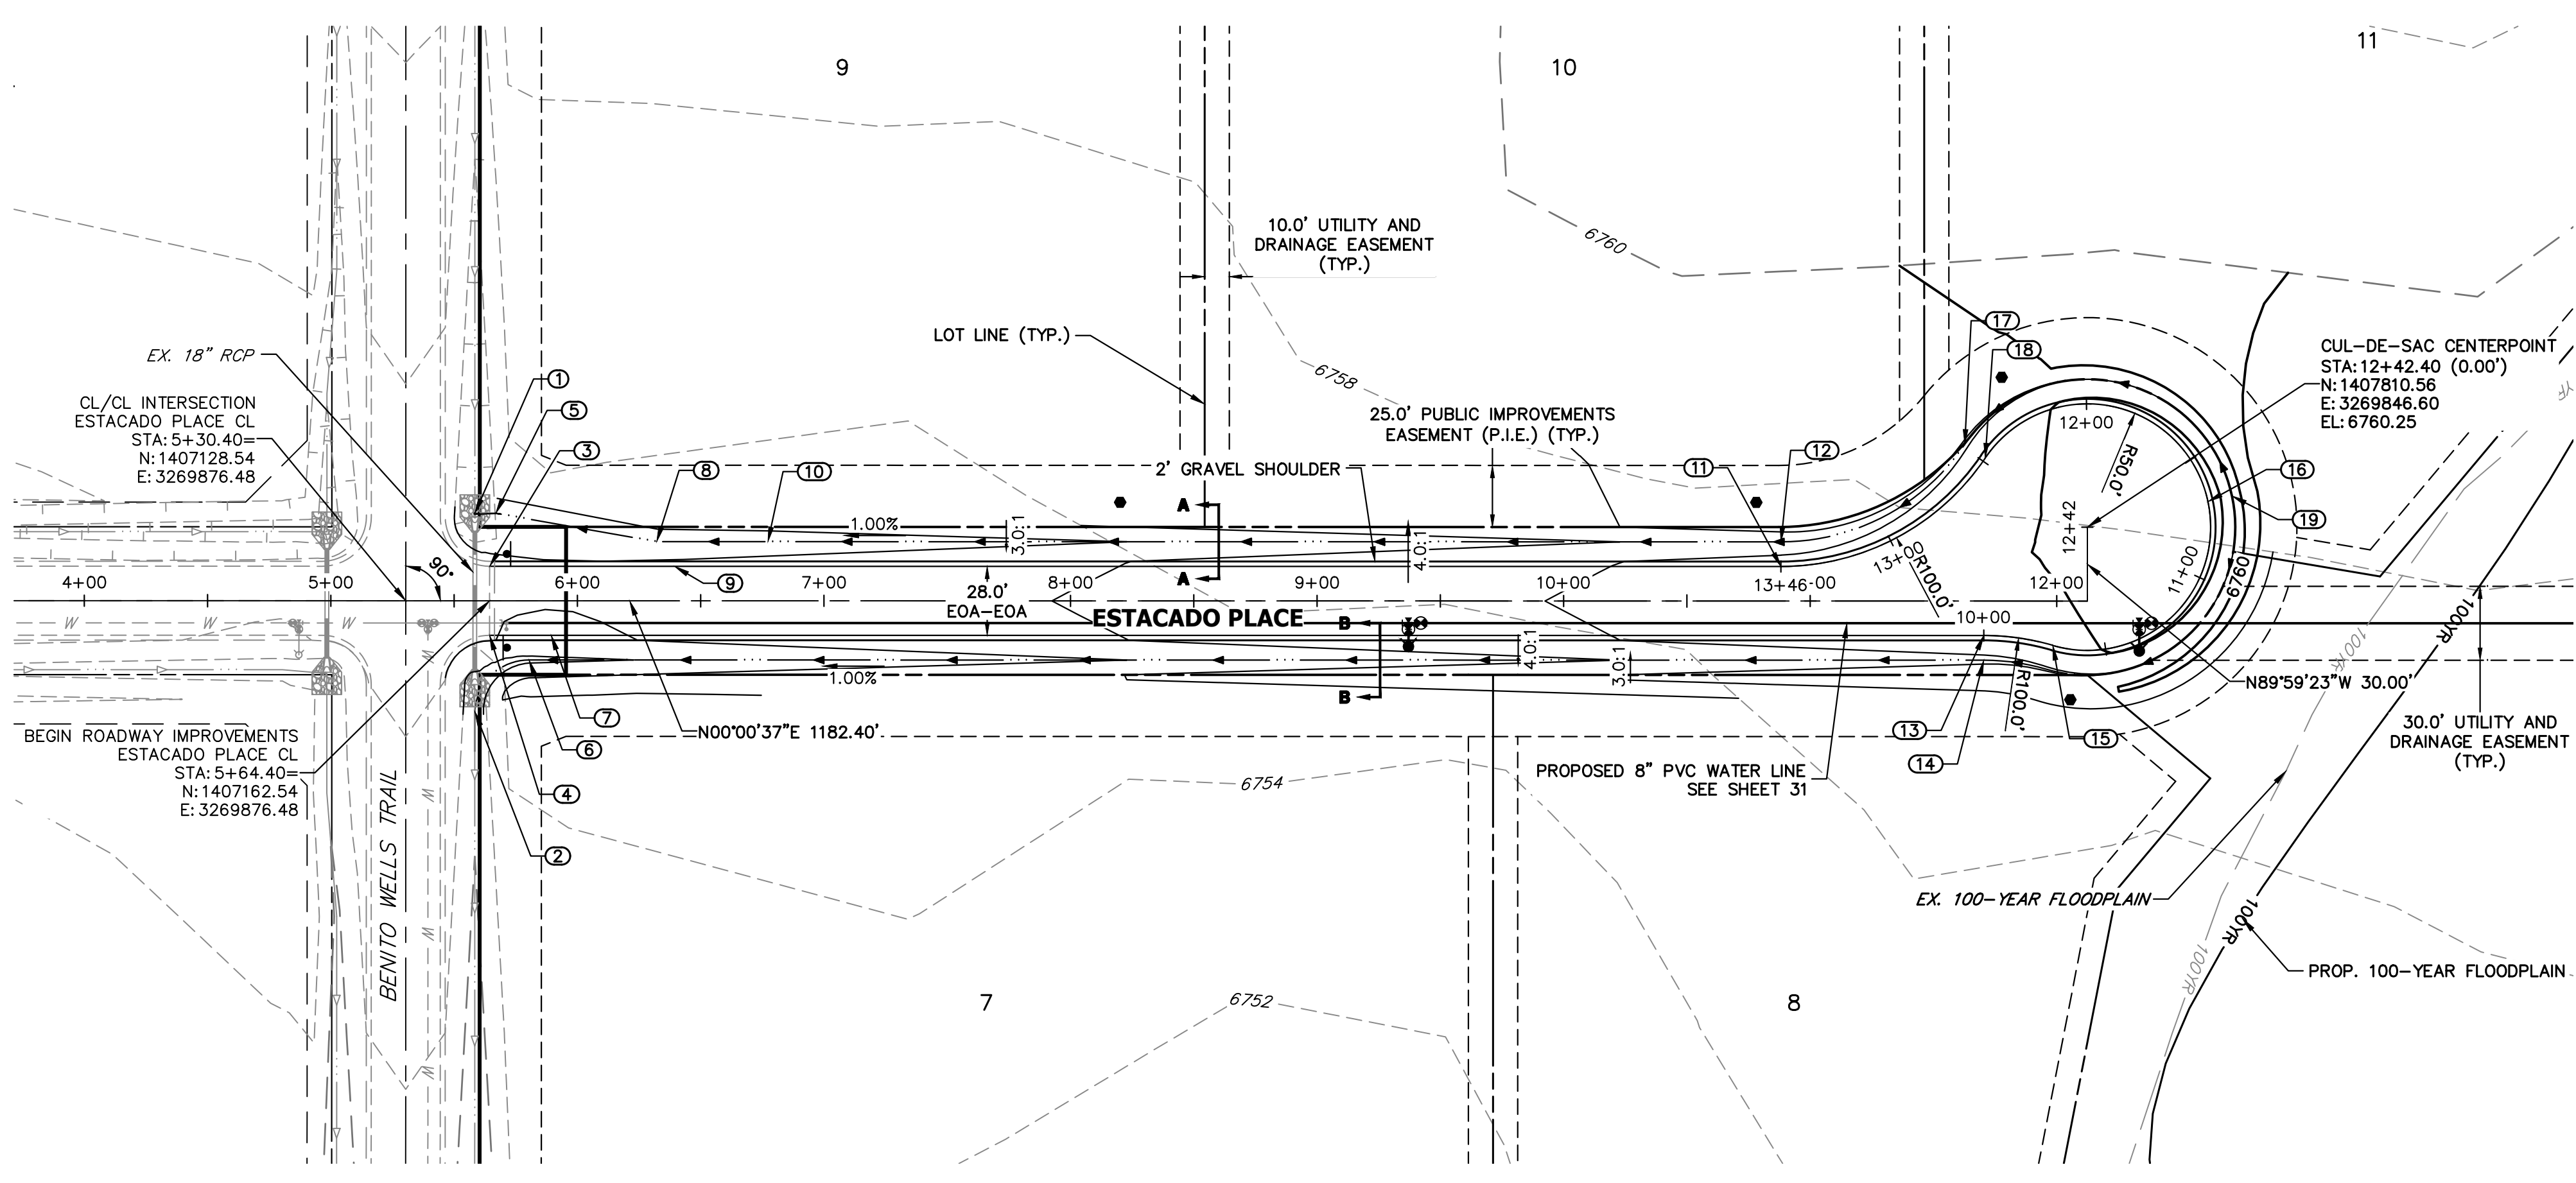 9
10
11
10.0' UTILITY AND
DRAINAGE EASEMENT
(TYP.)
6760
LOT LINE (TYP.)
6758
EX. 18" RCP
CL/CL INTERSECTION
ESTACADO PLACE CL
STA: 5+30.40=
N: 1407128.54
E: 3269876.48
1
5
3
8
10
25.0' PUBLIC IMPROVEMENTS
EASEMENT (P.I.E.) (TYP.)
2' GRAVEL SHOULDER
11
12
17
18
CUL-DE-SAC CENTERPOINT
STA: 12+42.40 (0.00')
N: 1407810.56
E: 3269846.60
EL: 6760.25
12+00
R50.0'
16
19
12+42
11+00
6760
A
A
1.00%
3.0:1
4.0:1
90°
9
13+00
R100.0'
4+00
5+00
6+00
7+00
8+00
9+00
10+00
13+46
00
12+00
28.0'
EOA-EOA
ESTACADO PLACE
B
B
10+00
W
W
W
4.0:1
3.0:1
1.00%
R100.0'
N89°59'23"W 30.00'
7
6
4
2
N00°00'37"E 1182.40'
13
14
15
BEGIN ROADWAY IMPROVEMENTS
ESTACADO PLACE CL
STA: 5+64.40=
N: 1407162.54
E: 3269876.48
BENITO WELLS TRAIL
W
W
W
PROPOSED 8" PVC WATER LINE
SEE SHEET 31
30.0' UTILITY AND
DRAINAGE EASEMENT
(TYP.)
100YR
100YR
100YR
100YR
6754
EX. 100-YEAR FLOODPLAIN
PROP. 100-YEAR FLOODPLAIN
7
6752
8